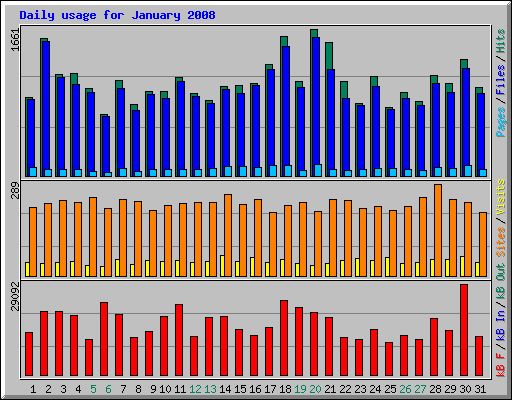 Daily usage for January 2008
1661
Pages / Files / Hits
289
Sites / Visits
29092
kB F / kB In / kB Out
1 2 3 4 5 6 7 8 9 10 11 12 13 14 15 16 17 18 19 20 21 22 23 24 25 26 27 28 29 30 31